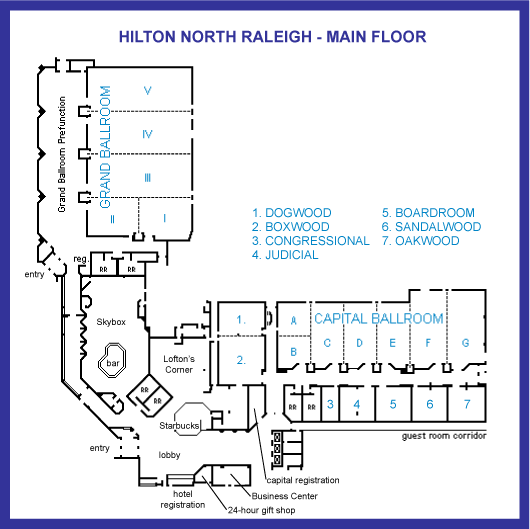 HILTON NORTH RALEIGH - MAIN FLOOR
Grand Ballroom Prefunction
GRAND BALLROOM
V
IV
III
II
I
1. DOGWOOD
2. BOXWOOD
3. CONGRESSIONAL
4. JUDICIAL
5. BOARDROOM
6. SANDALWOOD
7. OAKWOOD
entry
reg.
RR
RR
Skybox
bar
Lofton's
Corner
RR
RR
1.
2.
CAPITAL BALLROOM
A
B
C
D
E
F
G
RR
RR
3
4
5
6
7
guest room corridor
Starbucks
entry
lobby
capital registration
hotel
registration
Business Center
24-hour gift shop